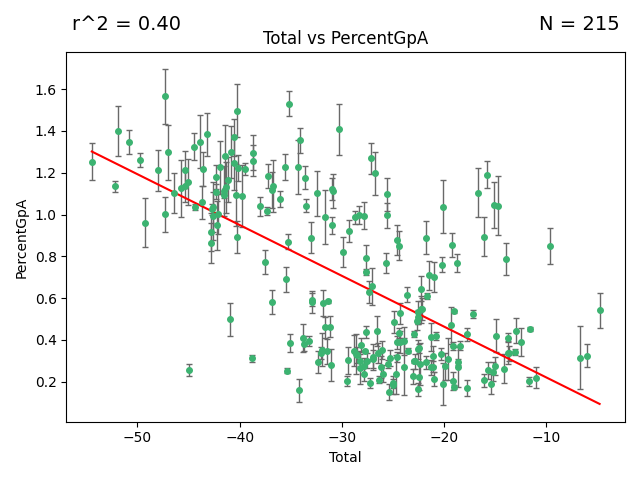 r^2 = 0.40
N = 215
Total vs PercentGpA
PercentGpA
1.6
1.4
1.2
1.0
0.8
0.6
0.4
0.2
−50
−40
−30
−20
−10
Total